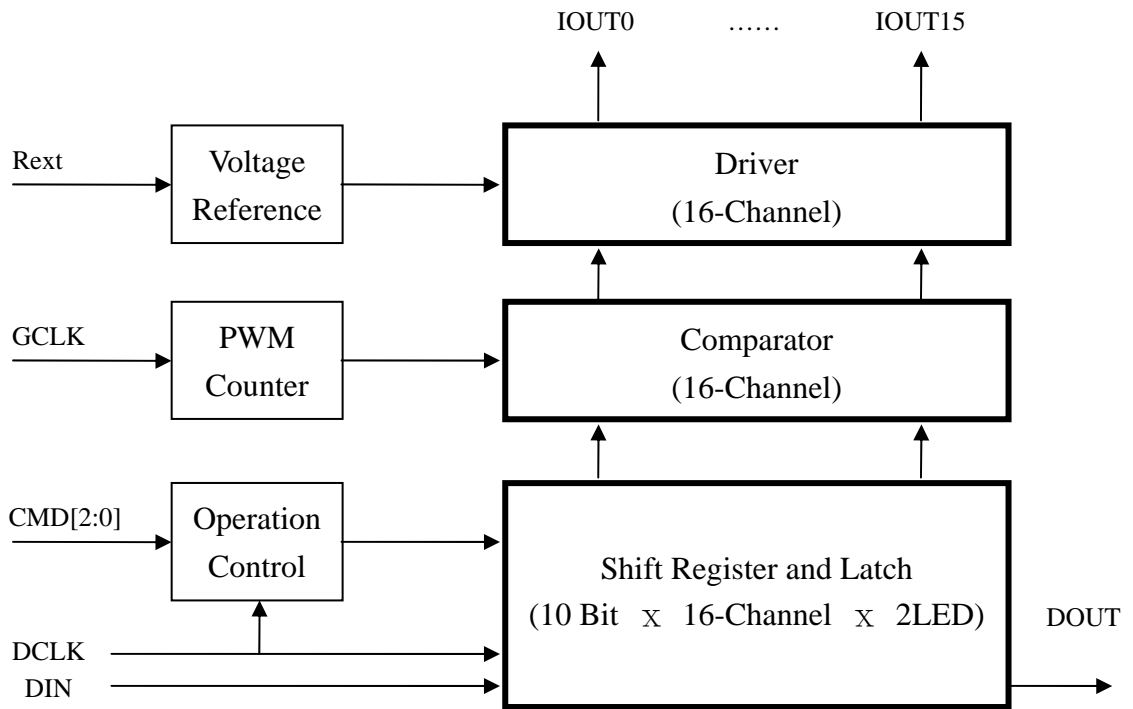 IOUT0 …… IOUT15
Rext
Voltage
Reference
Driver
(16-Channel)
GCLK
PWM
Counter
Comparator
(16-Channel)
CMD[2:0]
Operation
Control
Shift Register and Latch
(10 Bit x 16-Channel x 2LED)
DOUT
DCLK
DIN